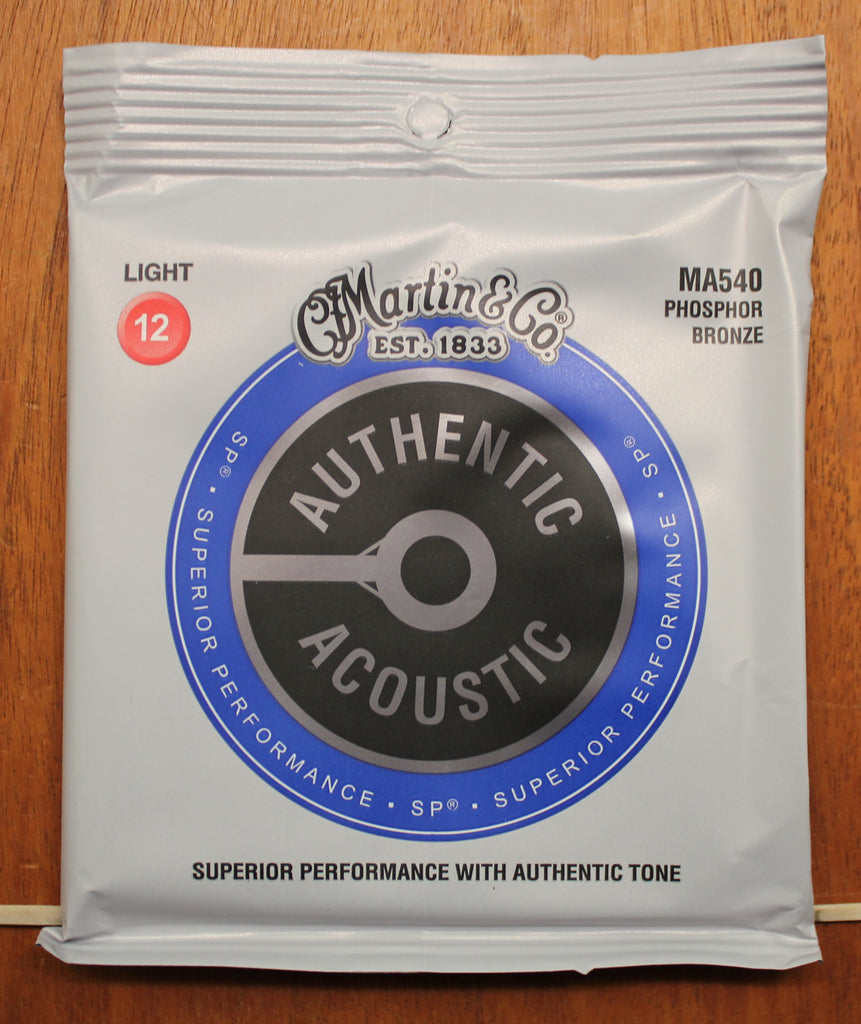 LIGHT
12
C.F. Martin & Co.®
EST. 1833
MA540
PHOSPHOR
BRONZE
AUTHENTIC
ACOUSTIC
SP® · SUPERIOR PERFORMANCE · SP® · SUPERIOR PERFORMANCE · SP®
SUPERIOR PERFORMANCE WITH AUTHENTIC TONE